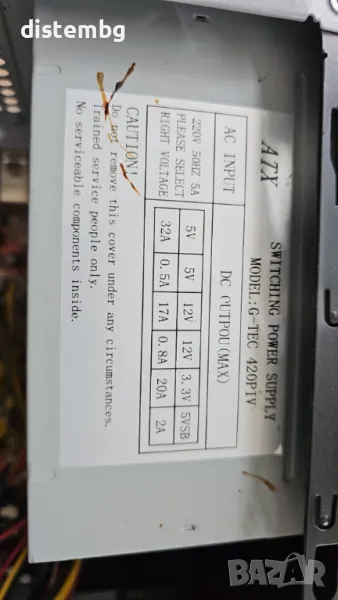 distembg
ATX SWITCHING POWER SUPPLY
MODEL:G-TEC 420PIV
AC INPUT DC OUTPOU(MAX)
220V 50HZ 5A 5V 5V 12V 12V 3.3V 5VSB
PLEASE SELECT
RIGHT VOLTAGE 32A 0.5A 17A 0.8A 20A 2A
CAUTION!
Do not remove this cover under any circumstances.
Trained service people only.
No serviceable components inside.
BAZAR
bg